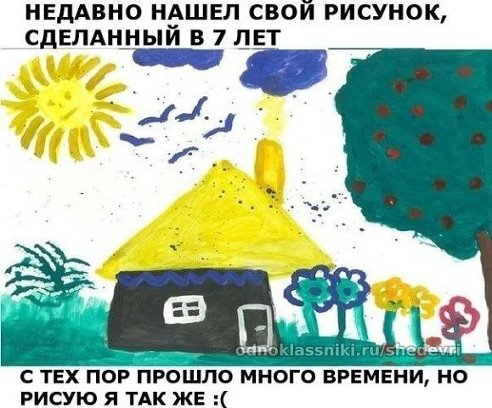 НЕДАВНО НАШЕЛ СВОЙ РИСУНОК,
СДЕЛАННЫЙ В 7 ЛЕТ
odnoklassniki.ru/shedevri
С ТЕХ ПОР ПРОШЛО МНОГО ВРЕМЕНИ, НО
РИСУЮ Я ТАК ЖЕ :(